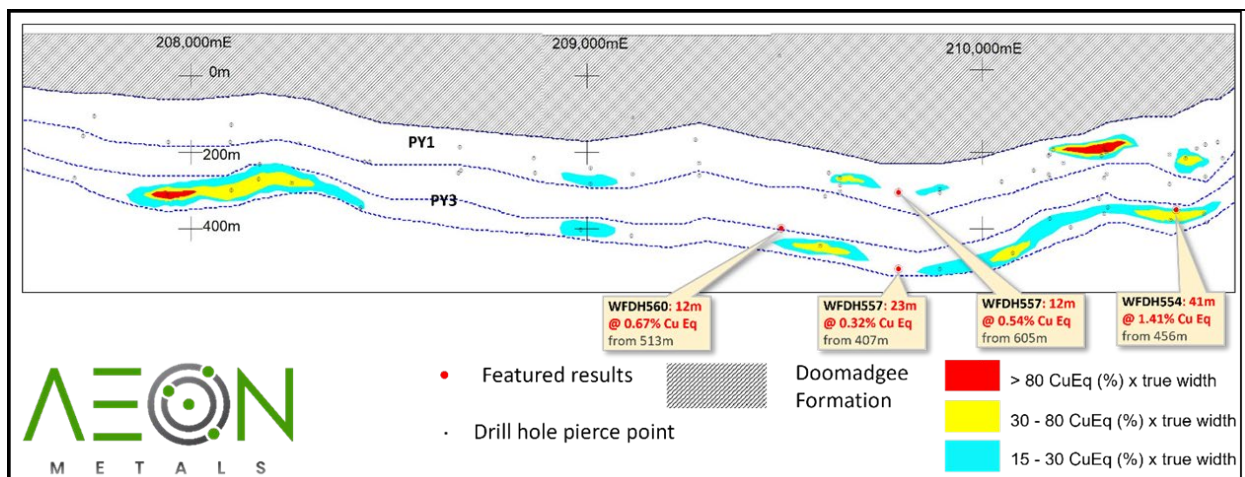 208,000mE
209,000mE
210,000mE
0m
PY1
200m
PY3
400m
WFDH560: 12m
@ 0.67% Cu Eq
from 513m
WFDH557: 23m
@ 0.32% Cu Eq
from 407m
WFDH557: 12m
@ 0.54% Cu Eq
from 605m
WFDH554: 41m
@ 1.41% Cu Eq
from 456m
AEON
METALS
Featured results
Drill hole pierce point
Doomadgee
Formation
> 80 CuEq (%) x true width
30 - 80 CuEq (%) x true width
15 - 30 CuEq (%) x true width